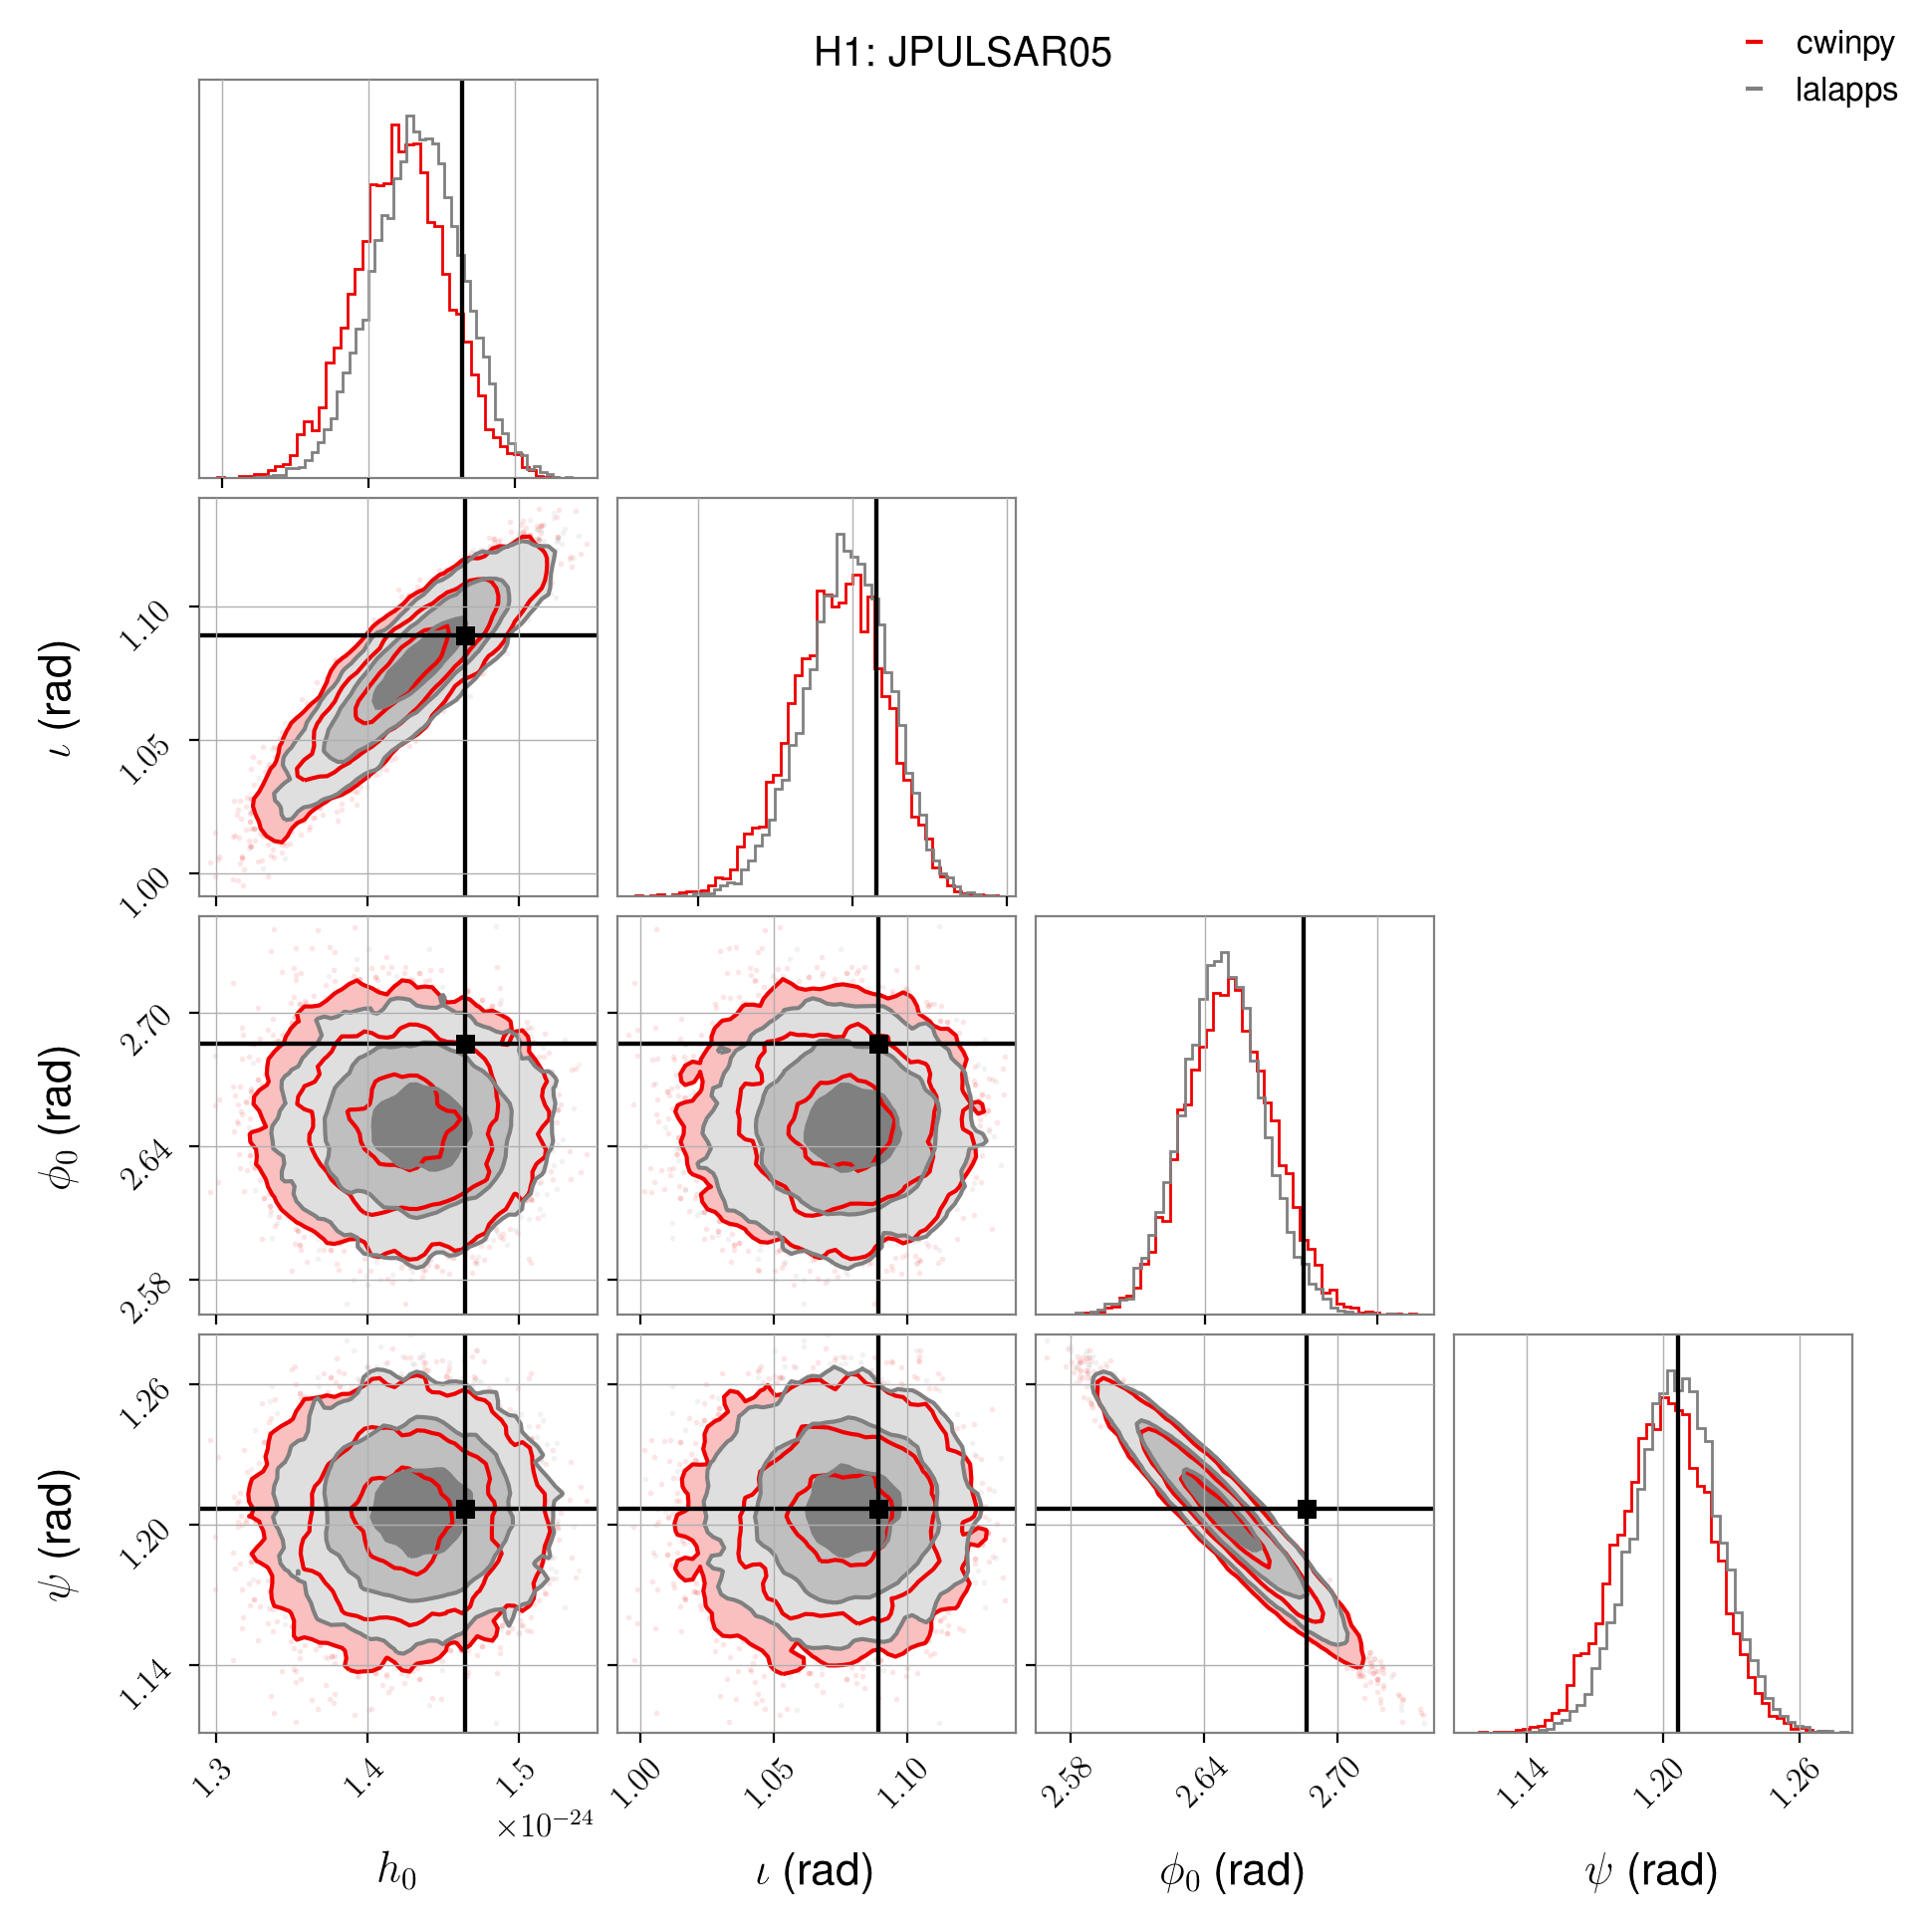 H1: JPULSAR05
cwinpy
lalapps
ι (rad)
1.10
1.05
1.00
ϕ₀ (rad)
2.70
2.64
2.58
ψ (rad)
1.26
1.20
1.14
1.3 1.4 1.5
×10⁻²⁴
h₀
1.00 1.05 1.10
ι (rad)
2.58 2.64 2.70
ϕ₀ (rad)
1.14 1.20 1.26
ψ (rad)